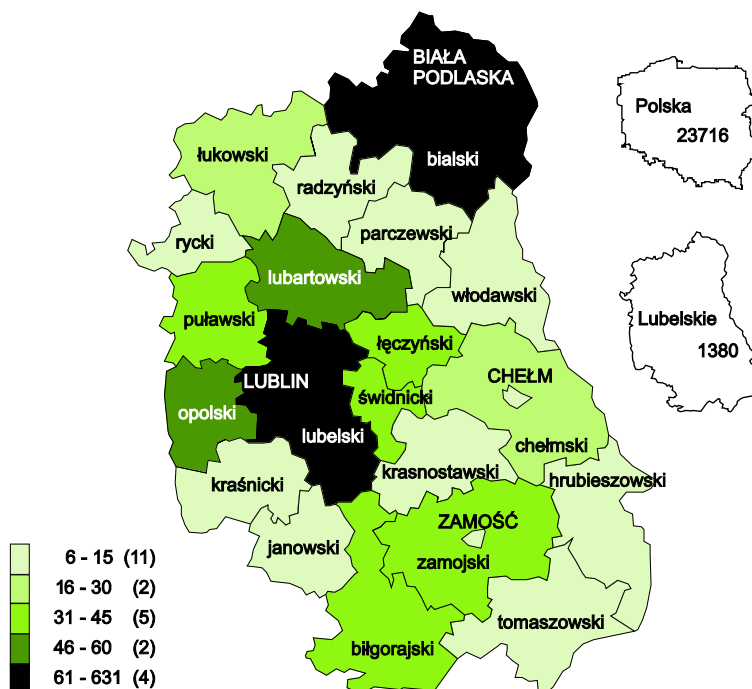 BIAŁA
PODLASKA
Polska
23716
łukowski
bialski
radzyński
rycki
parczewski
lubartowski
włodawski
puławski
Lubelskie
1380
łęczyński
CHEŁM
LUBLIN
świdnicki
opolski
lubelski
chełmski
krasnostawski
hrubieszowski
kraśnicki
ZAMOŚĆ
janowski
zamojski
tomaszowski
biłgorajski
6 - 15 (11)
16 - 30 (2)
31 - 45 (5)
46 - 60 (2)
61 - 631 (4)